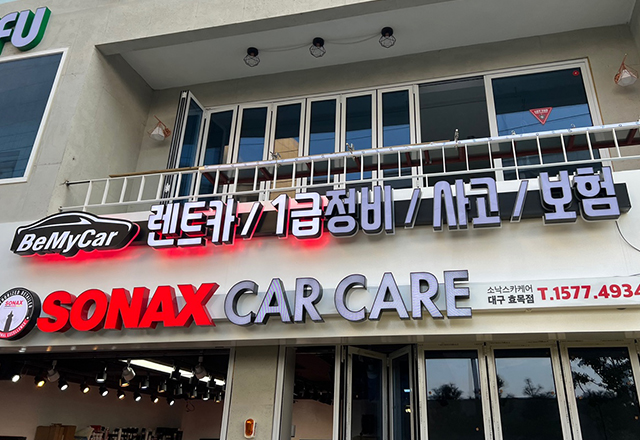 FU
BeMyCar 렌트카 / 1급정비 / 사고 / 보험
SONAX
SONAX CAR CARE
소낙스카케어
대구 효목점 T.1577.4934